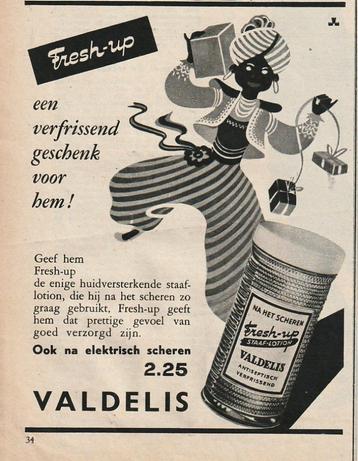 Fresh-up
een
verfrissend
geschenk
voor
hem!
Geef hem
Fresh-up
de enige huidversterkende staaf-
lotion, die hij na het scheren zo
graag gebruikt, Fresh-up geeft
hem dat prettige gevoel van
goed verzorgd zijn.
Ook na elektrisch scheren
2.25
VALDELIS
NA HET SCHEREN
Fresh-up
STAAF-LOTION
VALDELIS
ANTISEPTISCH
VERFRISSEND
34